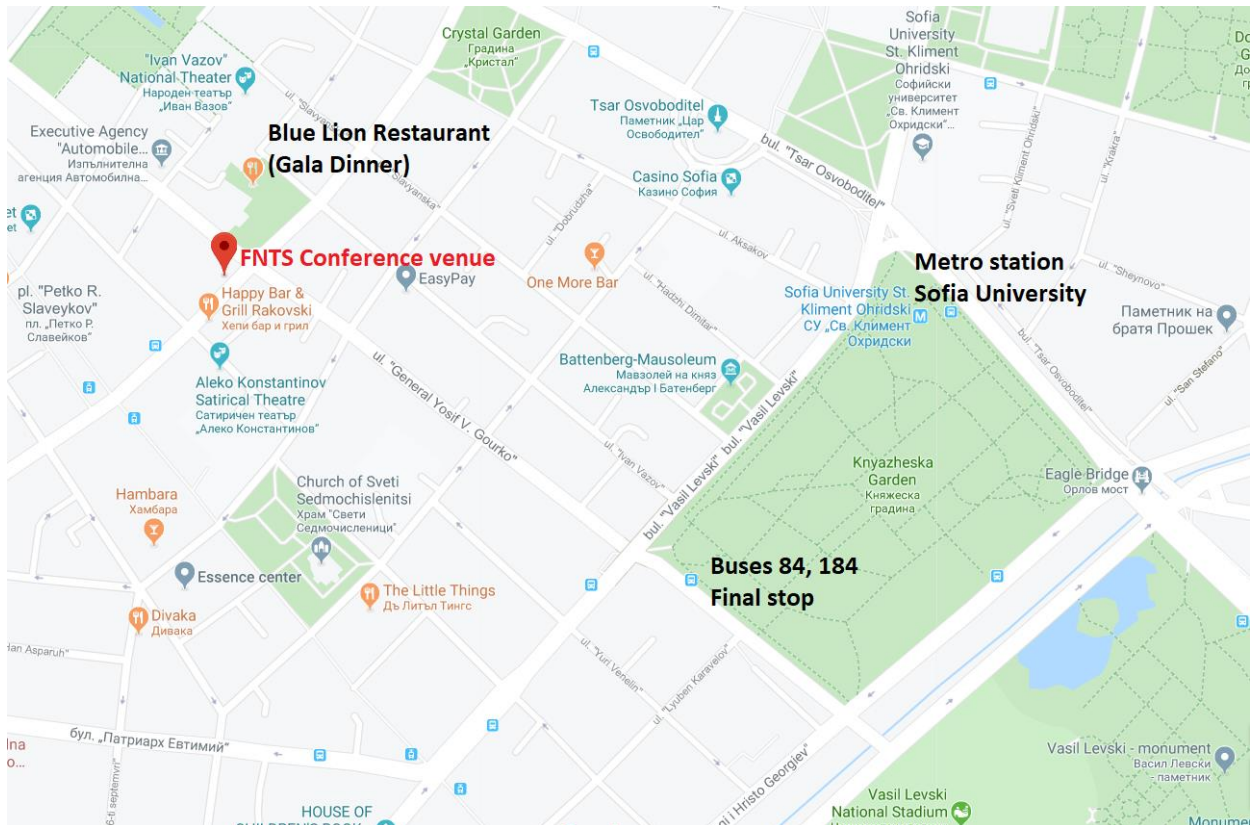 Crystal Garden
Градина
„Кристал“
Sofia
University
St. Kliment
Ohridski
Софийски
университет
„Св. Климент
Охридски“...
"Ivan Vazov"
National Theater
Народен театър
„Иван Вазов“
ul. "Slavyanska"
Slavyanska"
Executive Agency
"Automobile...
Изпълнителна
агенция Автомобилна...
Blue Lion Restaurant
(Gala Dinner)
Tsar Osvoboditel
Паметник „Цар
Освободител“
bul. "Tsar Osvoboditel"
Casino Sofia
Казино София
ul. "Sveti Kliment Ohridski"
ul. "Krakra"
ul. "Dobrudzha"
ul. Aksakov
FNTS Conference venue
EasyPay
One More Bar
ul. "Hadzhi Dimitar"
Metro station
Sofia University
ul. "Sheynovo"
pl. "Petko R.
Slaveykov"
пл. „Петко Р.
Славейков“
Happy Bar &
Grill Rakovski
Хепи бар и грил
Sofia University St.
Kliment Ohridski
СУ „Св. Климент
Охридски
Паметник на
братя Прошек
bul. "Tsar Osvoboditel"
ul. "San Stefano"
Aleko Konstantinov
Satirical Theatre
Сатиричен театър
„Алеко Константинов“
ul. "General Yosif V. Gourko"
Battenberg-Mausoleum
Мавзолей на княз
Александър I Батенберг
bul. "Vasil Levski"
bul. "Vasil Levski"
ul. "Ivan Vazov"
Knyazheska
Garden
Княжеска
градина
Eagle Bridge
Орлов мост
Church of Sveti
Sedmochislenitsi
Храм "Свети
Седмочисленици"
Hambara
Хамбара
Essence center
The Little Things
Дъ Литъл Тингс
Buses 84, 184
Final stop
Divaka
Дивака
Han Asparuh"
ul. "Yuri Venelin"
ul. "Lyuben Karavelov"
бул. „Патриарх Евтимий“
i Hristo Georgiev"
Vasil Levski - monument
Васил Левски
- паметник
Vasil Levski
National Stadium
HOUSE OF